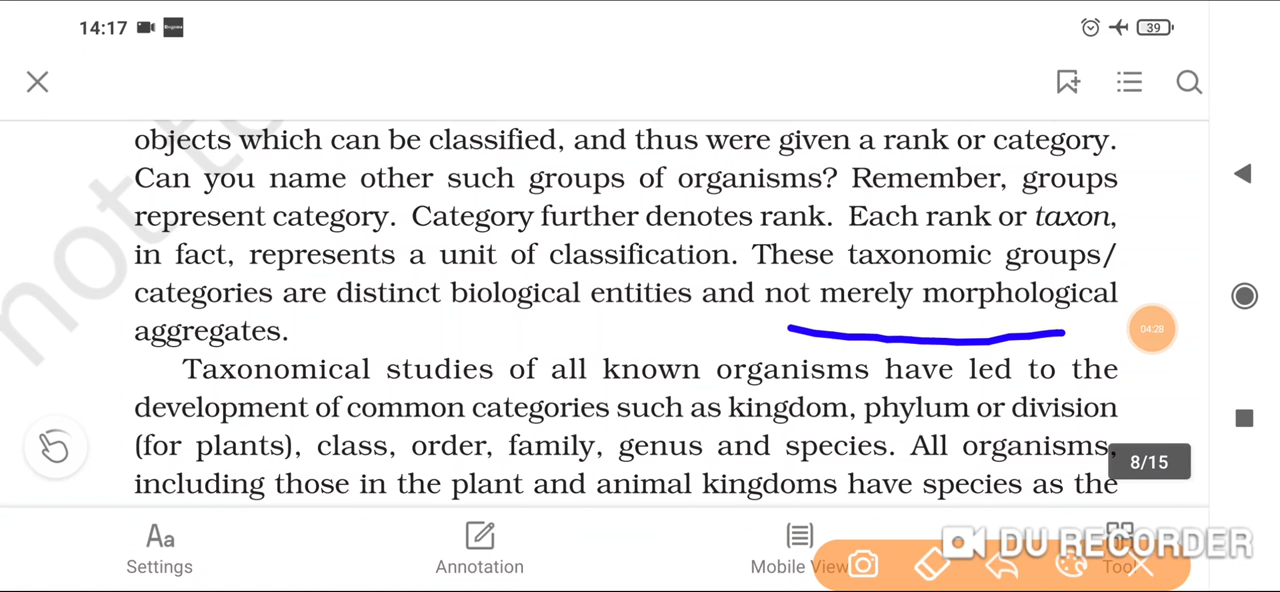 14:17
39
objects which can be classified, and thus were given a rank or category.
Can you name other such groups of organisms? Remember, groups
represent category. Category further denotes rank. Each rank or taxon,
in fact, represents a unit of classification. These taxonomic groups/
categories are distinct biological entities and not merely morphological
aggregates.
04:28
Taxonomical studies of all known organisms have led to the
development of common categories such as kingdom, phylum or division
(for plants), class, order, family, genus and species. All organisms,
including those in the plant and animal kingdoms have species as the
8/15
not t
DU RECORDER
Aa
Settings
Annotation
Mobile View